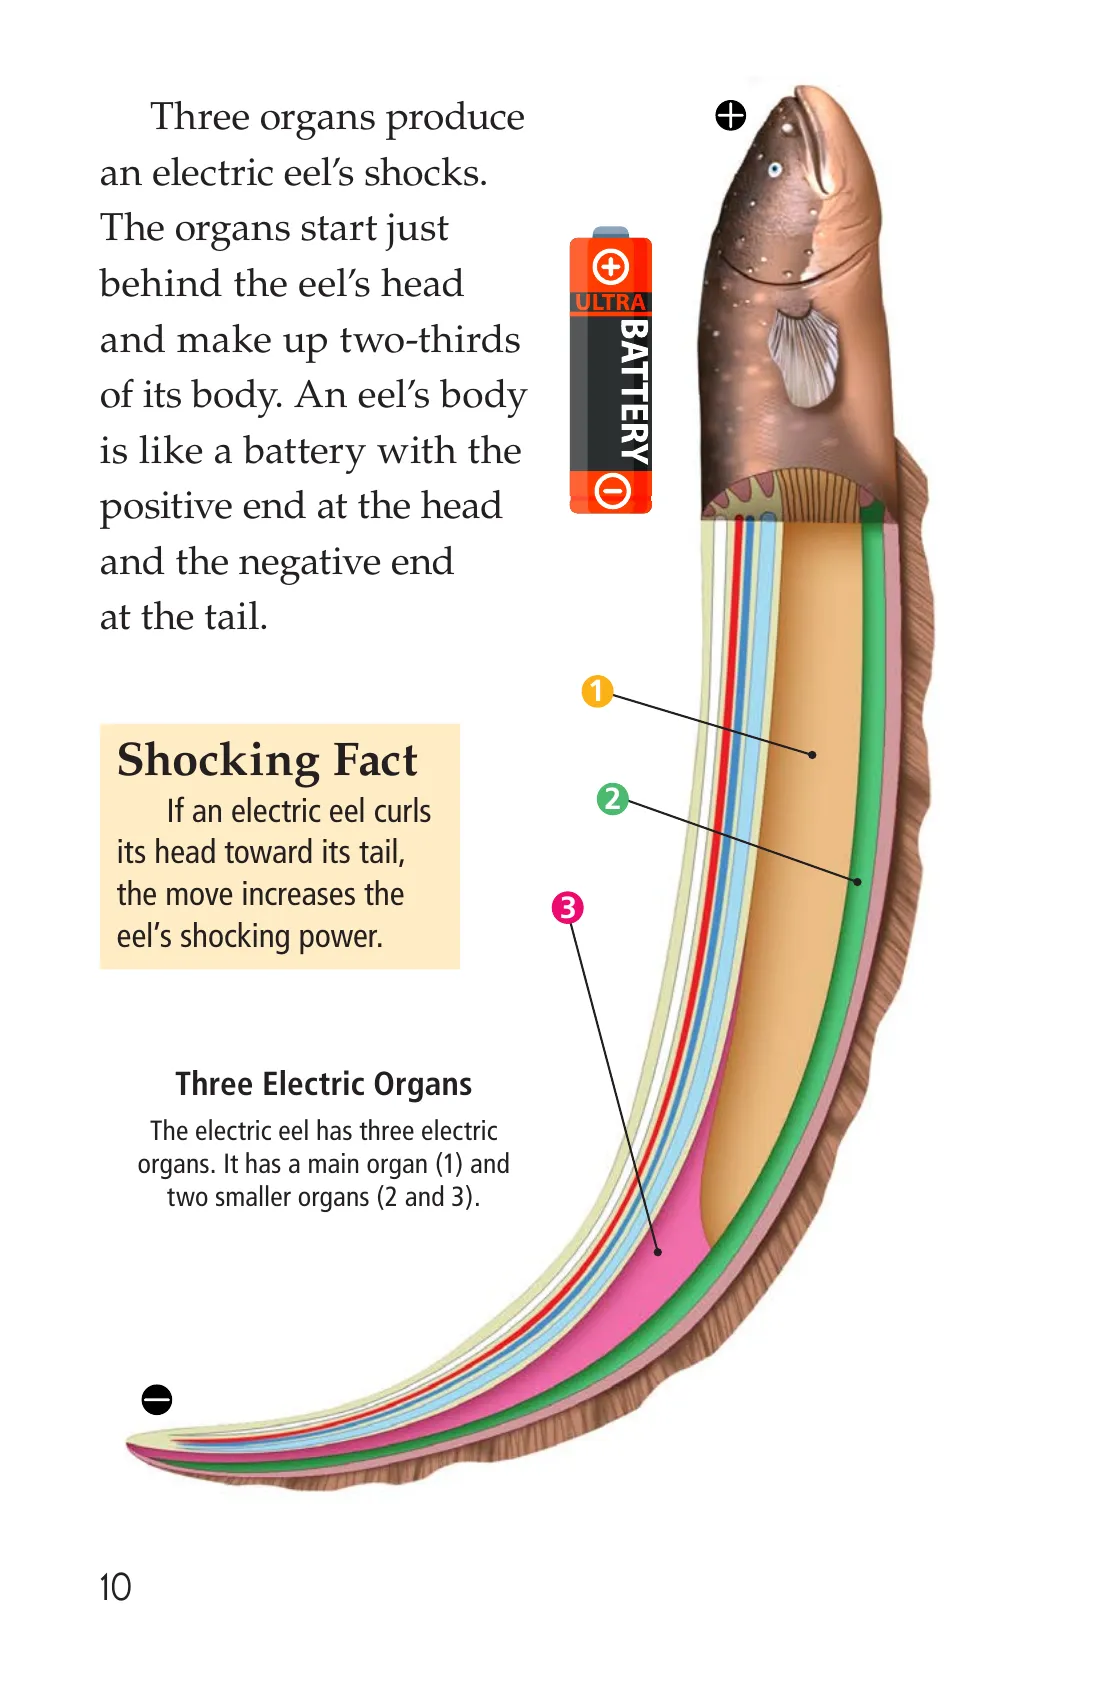 Three organs produce
an electric eel’s shocks.
The organs start just
behind the eel’s head
and make up two-thirds
of its body. An eel’s body
is like a battery with the
positive end at the head
and the negative end
at the tail.
ULTRA
BATTERY
Shocking Fact
If an electric eel curls
its head toward its tail,
the move increases the
eel’s shocking power.
1
2
3
Three Electric Organs
The electric eel has three electric
organs. It has a main organ (1) and
two smaller organs (2 and 3).
10